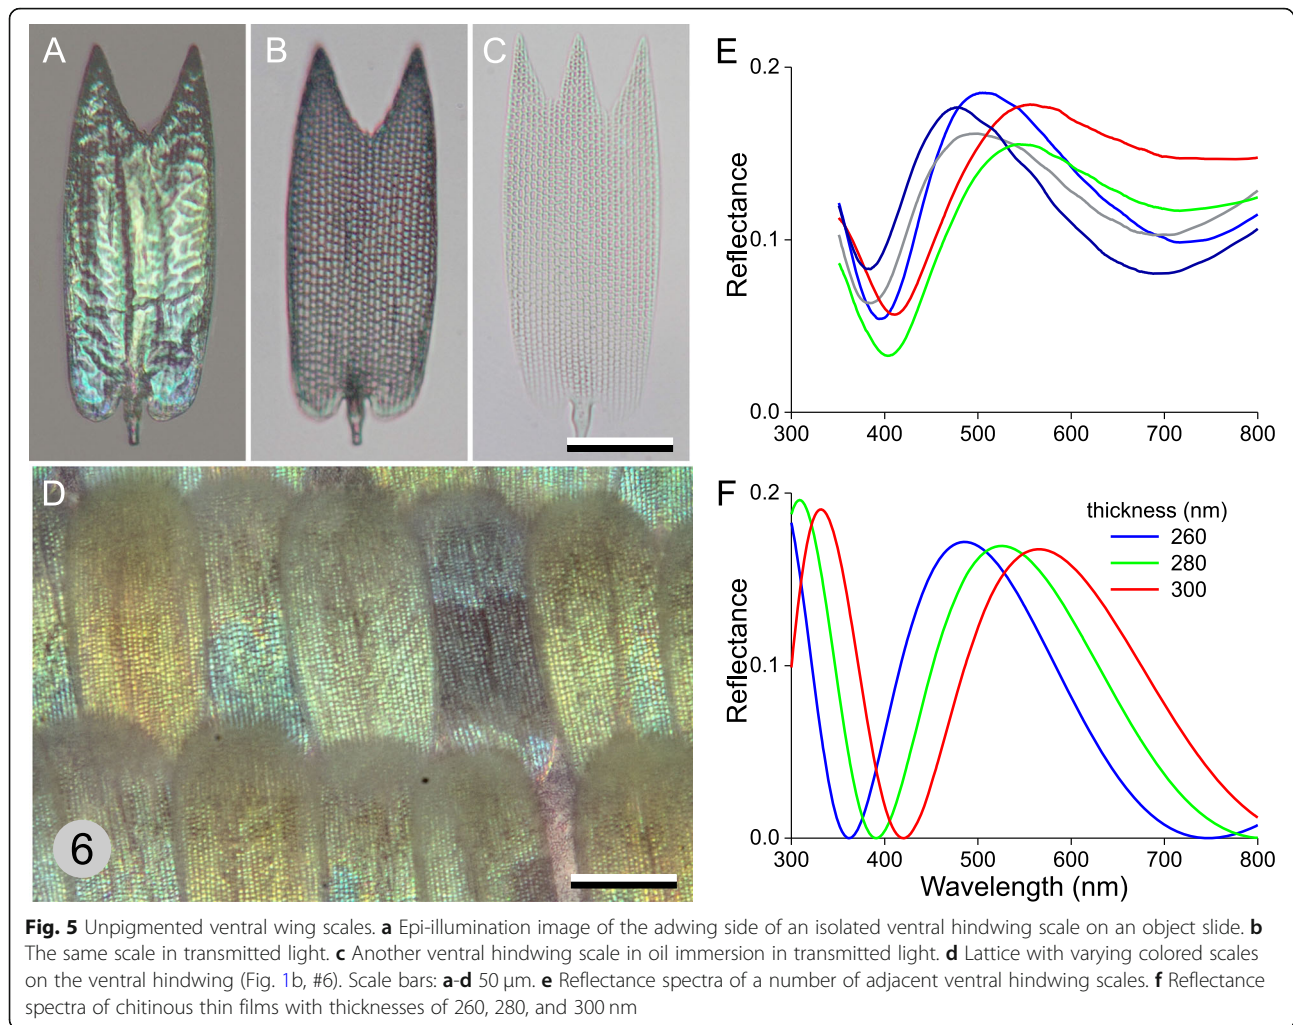 A
B
C
D
6
E
0.2
0.1
0.0
Reflectance
300 400 500 600 700 800
F
0.2
0.1
0.0
Reflectance
thickness (nm)
260
280
300
300 400 500 600 700 800
Wavelength (nm)
Fig. 5 Unpigmented ventral wing scales. a Epi-illumination image of the adwing side of an isolated ventral hindwing scale on an object slide. b
The same scale in transmitted light. c Another ventral hindwing scale in oil immersion in transmitted light. d Lattice with varying colored scales
on the ventral hindwing (Fig. 1b, #6). Scale bars: a-d 50 μm. e Reflectance spectra of a number of adjacent ventral hindwing scales. f Reflectance
spectra of chitinous thin films with thicknesses of 260, 280, and 300 nm